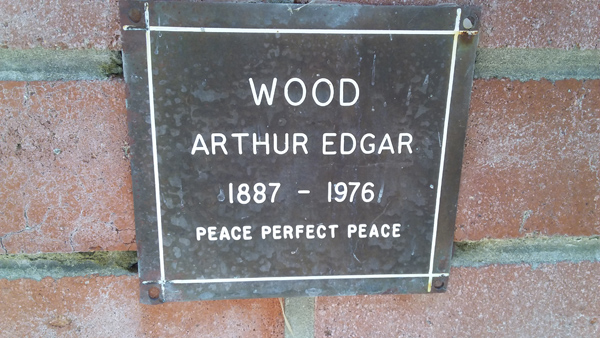 WOOD
ARTHUR EDGAR
1887 - 1976
PEACE PERFECT PEACE